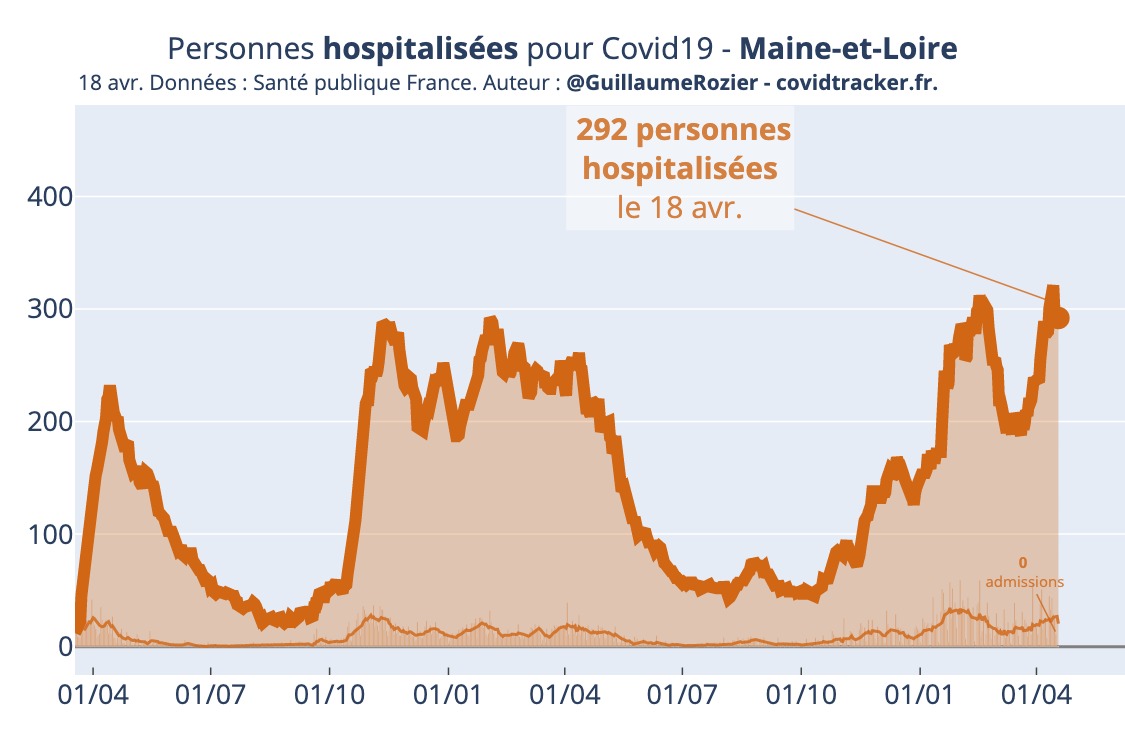 Personnes hospitalisées pour Covid19 - Maine-et-Loire
18 avr. Données : Santé publique France. Auteur : @GuillaumeRozier - covidtracker.fr.
292 personnes
hospitalisées
le 18 avr.
400
300
200
100
0
0
admissions
01/04 01/07 01/10 01/01 01/04 01/07 01/10 01/01 01/04